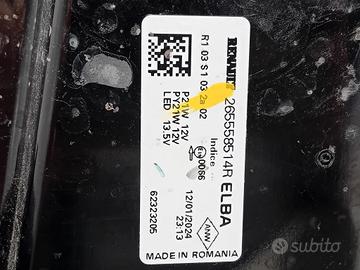 RENAULT
265558514R ELBA
Indice
R1 03 S1 03 2a 02
P21W 12V
PY21W 12V
LED 13.5V
0066
12/01/2024
23:13
62323205
MADE IN ROMANIA
subito